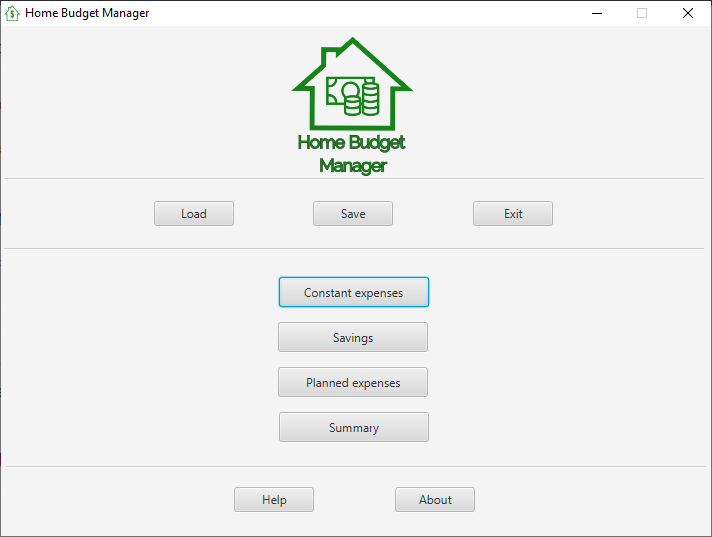 Home Budget Manager
Home Budget
Manager
Load Save Exit
Constant expenses
Savings
Planned expenses
Summary
Help About